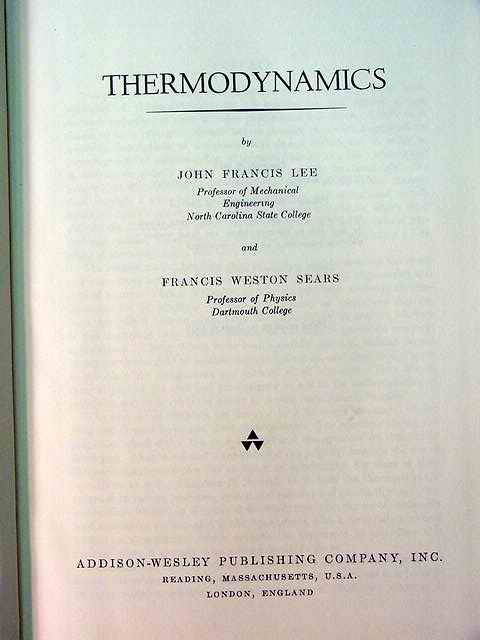 THERMODYNAMICS
by
JOHN FRANCIS LEE
Professor of Mechanical
Engineering
North Carolina State College
and
FRANCIS WESTON SEARS
Professor of Physics
Dartmouth College
ADDISON-WESLEY PUBLISHING COMPANY, INC.
READING, MASSACHUSETTS, U.S.A.
LONDON, ENGLAND